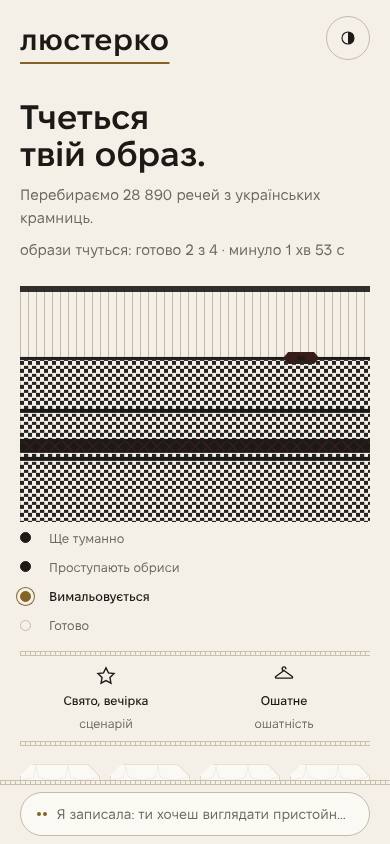 люстерко
Тчеться
твій образ.
Перебираємо 28 890 речей з українських
крамниць.
образи тчуться: готово 2 з 4 · минуло 1 хв 53 с
Ще туманно
Проступають обриси
Вимальовується
Готово
Свято, вечірка
сценарій
Ошатне
ошатність
Я записала: ти хочеш виглядати пристойн...